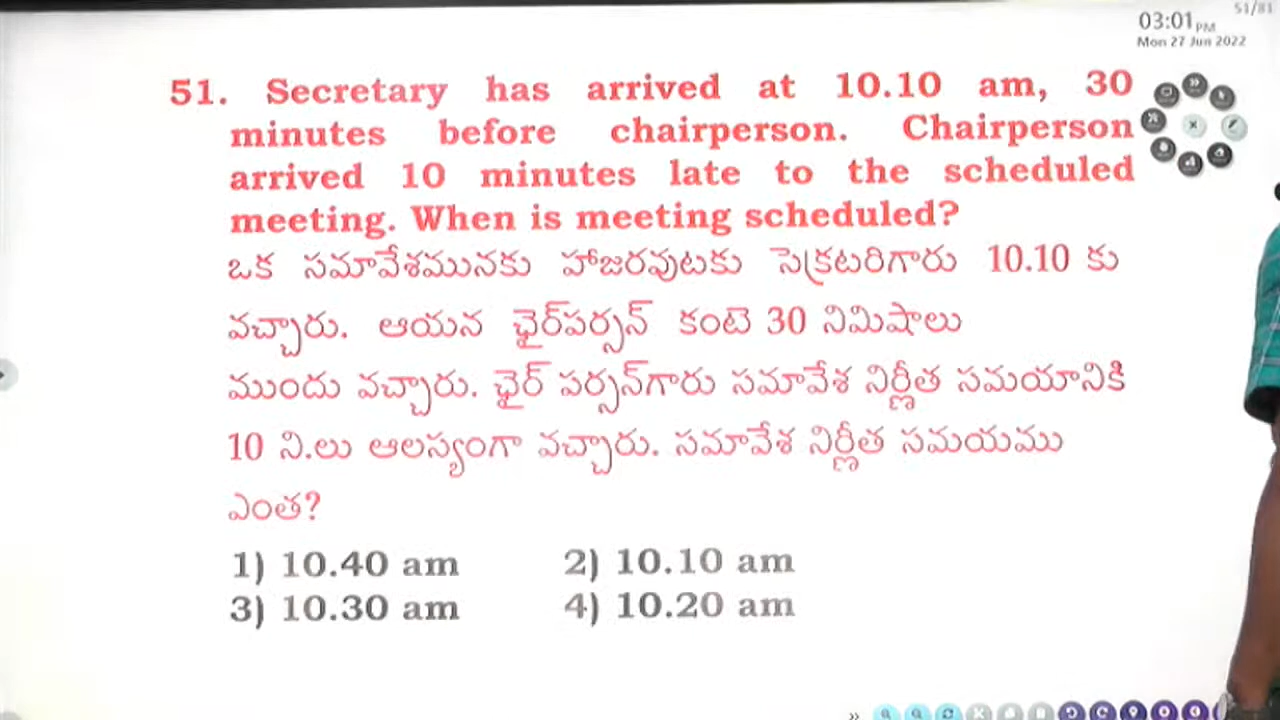 51/81
03:01 PM
Mon 27 Jun 2022
51. Secretary has arrived at 10.10 am, 30
minutes before chairperson. Chairperson
arrived 10 minutes late to the scheduled
meeting. When is meeting scheduled?
ఒక సమావేశమునకు హాజరవుటకు సెక్రటరిగారు 10.10 కు
వచ్చారు. ఆయన ఛైర్‌పర్సన్ కంటె 30 నిమిషాలు
ముందు వచ్చారు. ఛైర్ పర్సన్‌గారు సమావేశ నిర్ణీత సమయానికి
10 ని.లు ఆలస్యంగా వచ్చారు. సమావేశ నిర్ణీత సమయము
ఎంత?
1) 10.40 am 2) 10.10 am
3) 10.30 am 4) 10.20 am